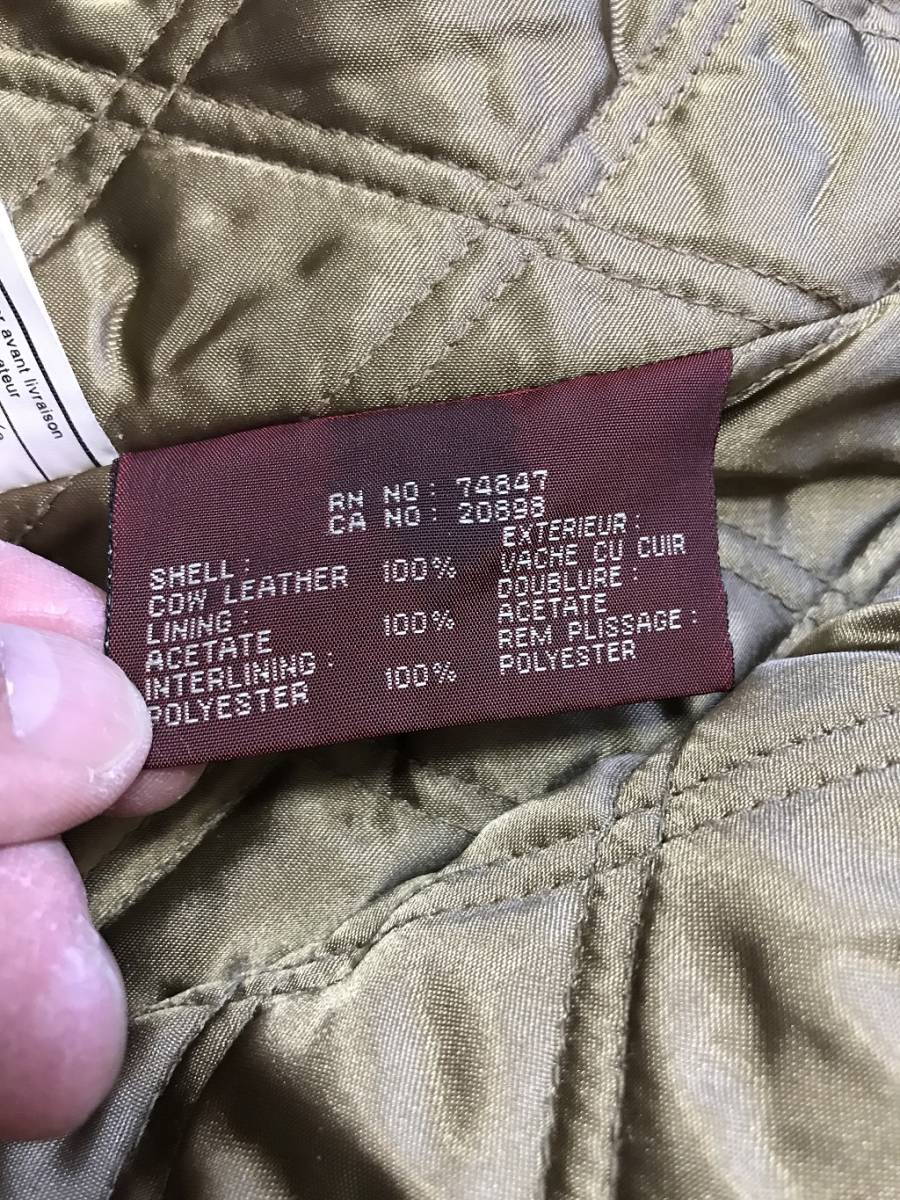 avant livraison
ateur
RN NO: 74847
CA NO: 20898
SHELL:
COW LEATHER 100%
LINING:
ACETATE 100%
INTERLINING:
POLYESTER 100%
EXTERIEUR:
VACHE CU CUIR
DOUBLURE:
ACETATE
REM PLISSAGE:
POLYESTER